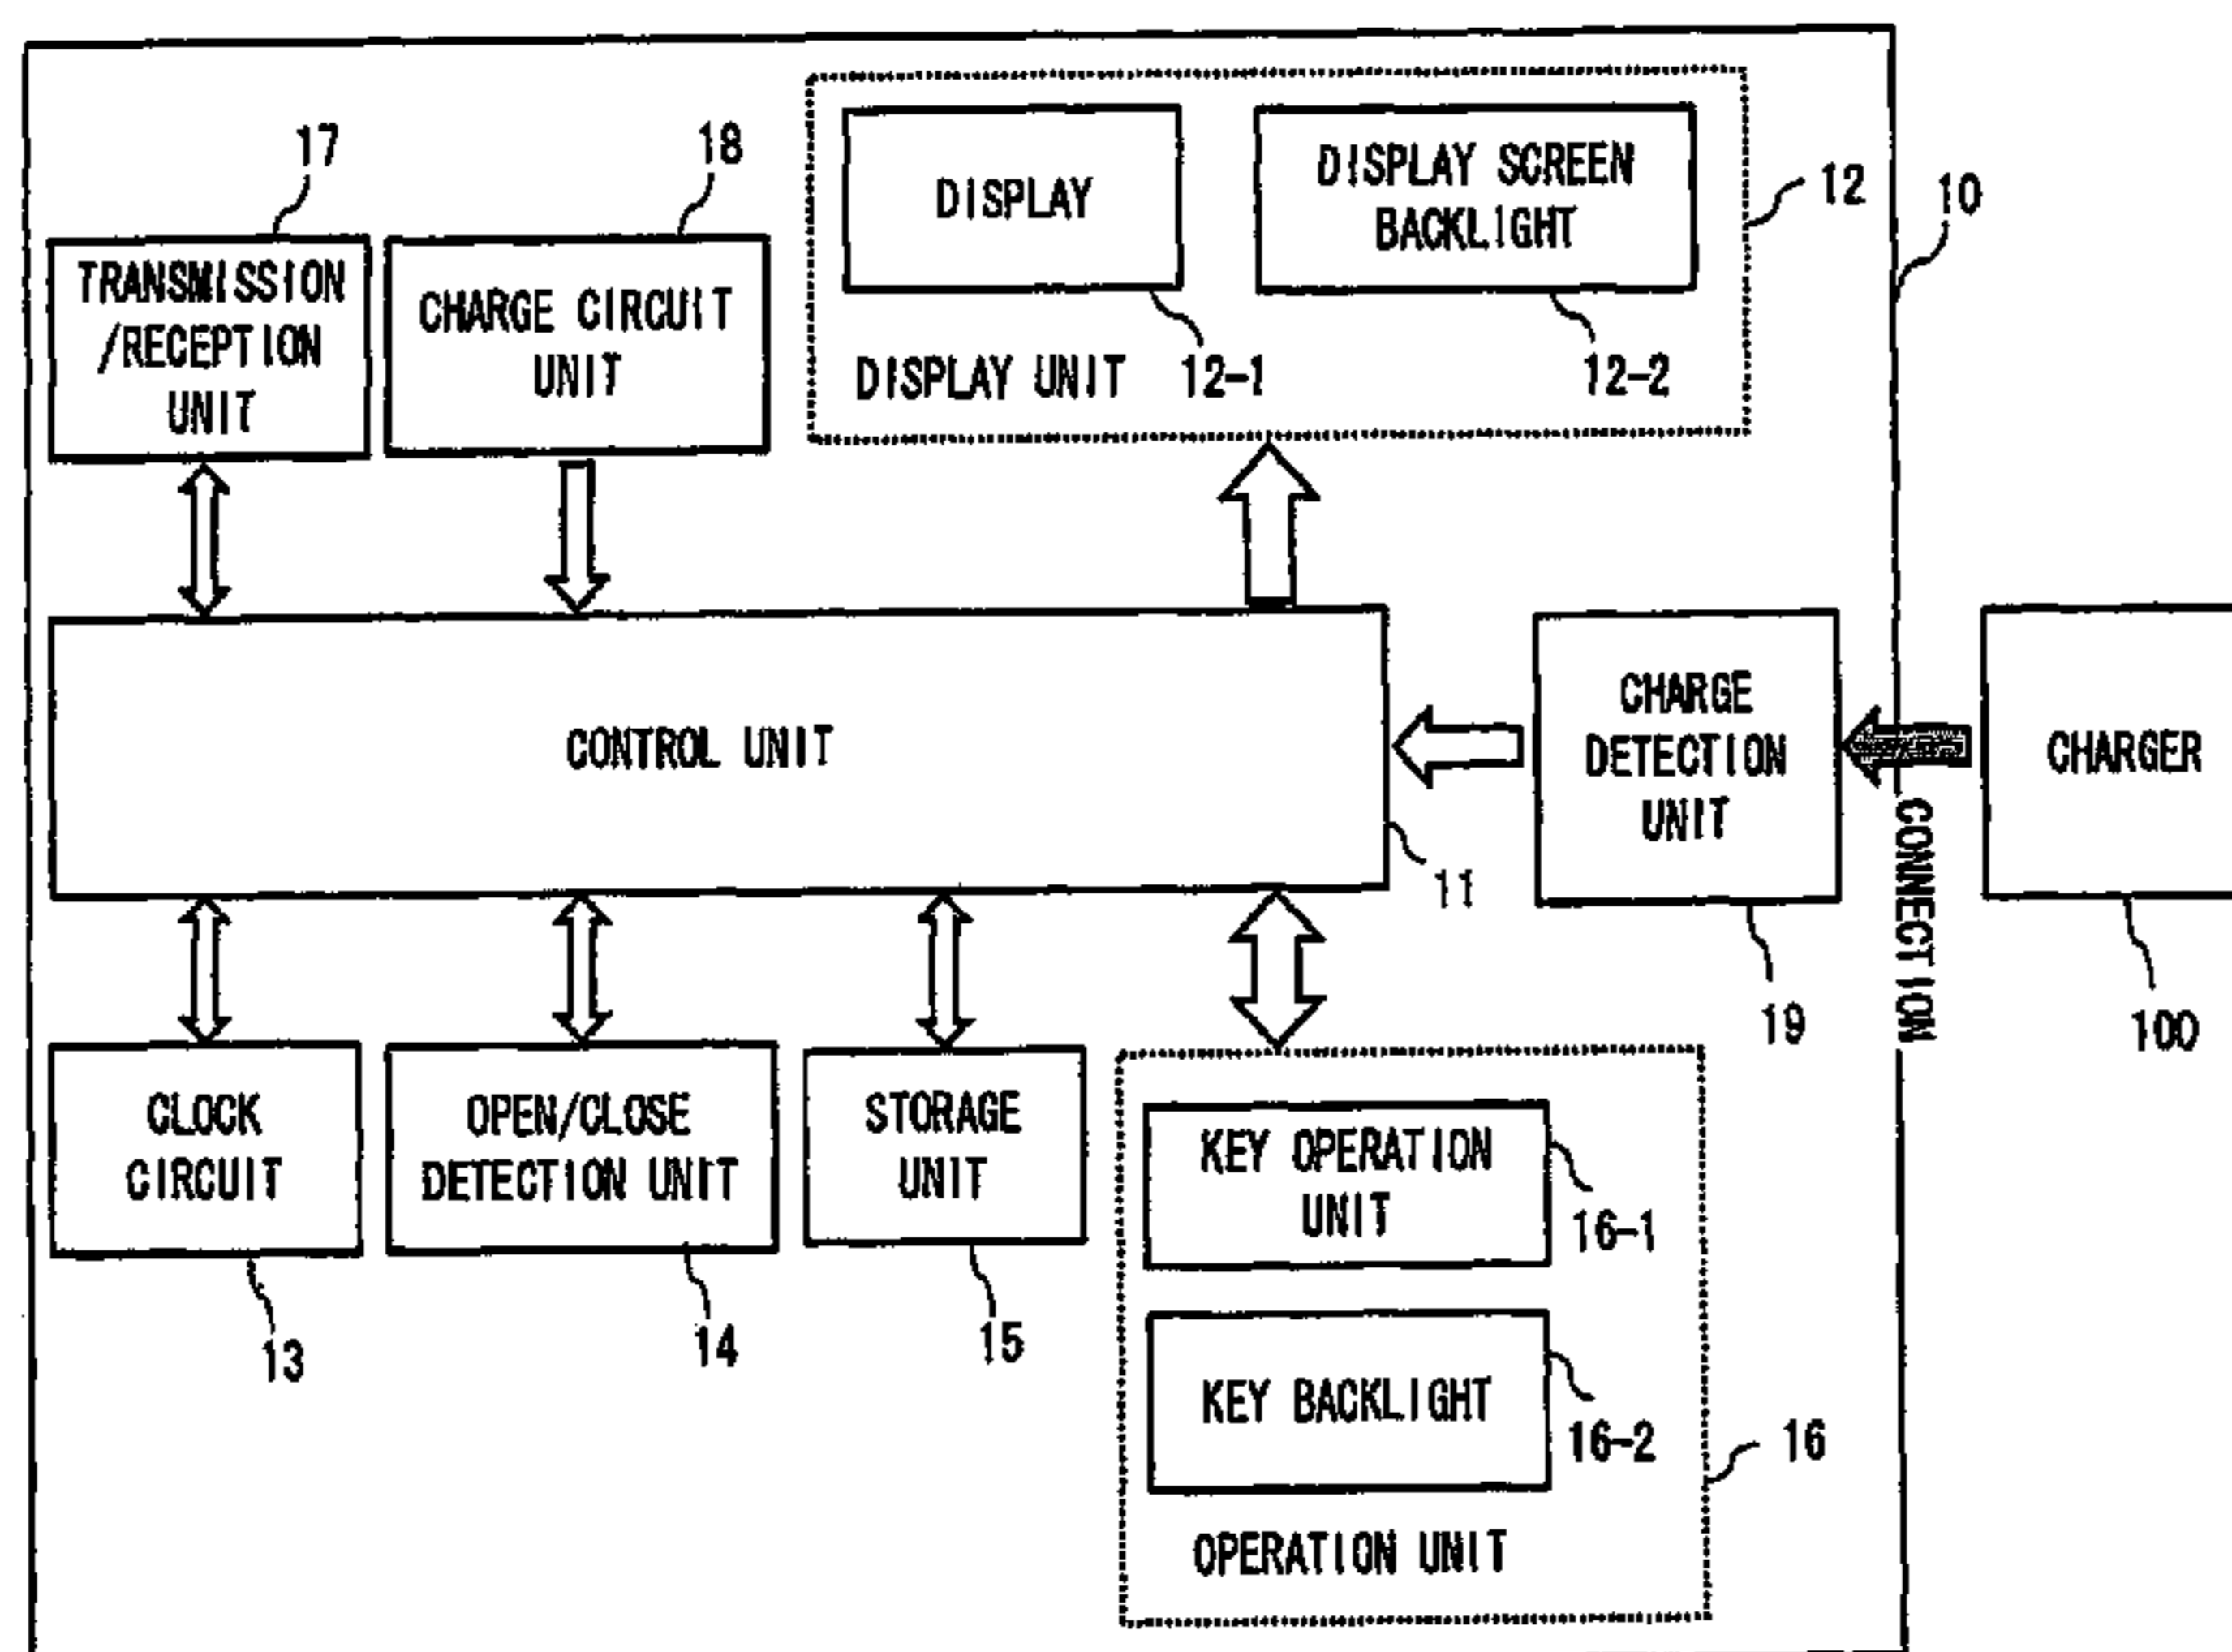 17
18
DISPLAY
DISPLAY SCREEN
BACKLIGHT
12
10
TRANSMISSION
/RECEPTION
UNIT
CHARGE CIRCUIT
UNIT
DISPLAY UNIT
12-1
12-2
CONTROL UNIT
11
CHARGE
DETECTION
UNIT
19
CONNECTION
CHARGER
100
CLOCK
CIRCUIT
13
OPEN/CLOSE
DETECTION UNIT
14
STORAGE
UNIT
15
KEY OPERATION
UNIT
16-1
KEY BACKLIGHT
16-2
16
OPERATION UNIT